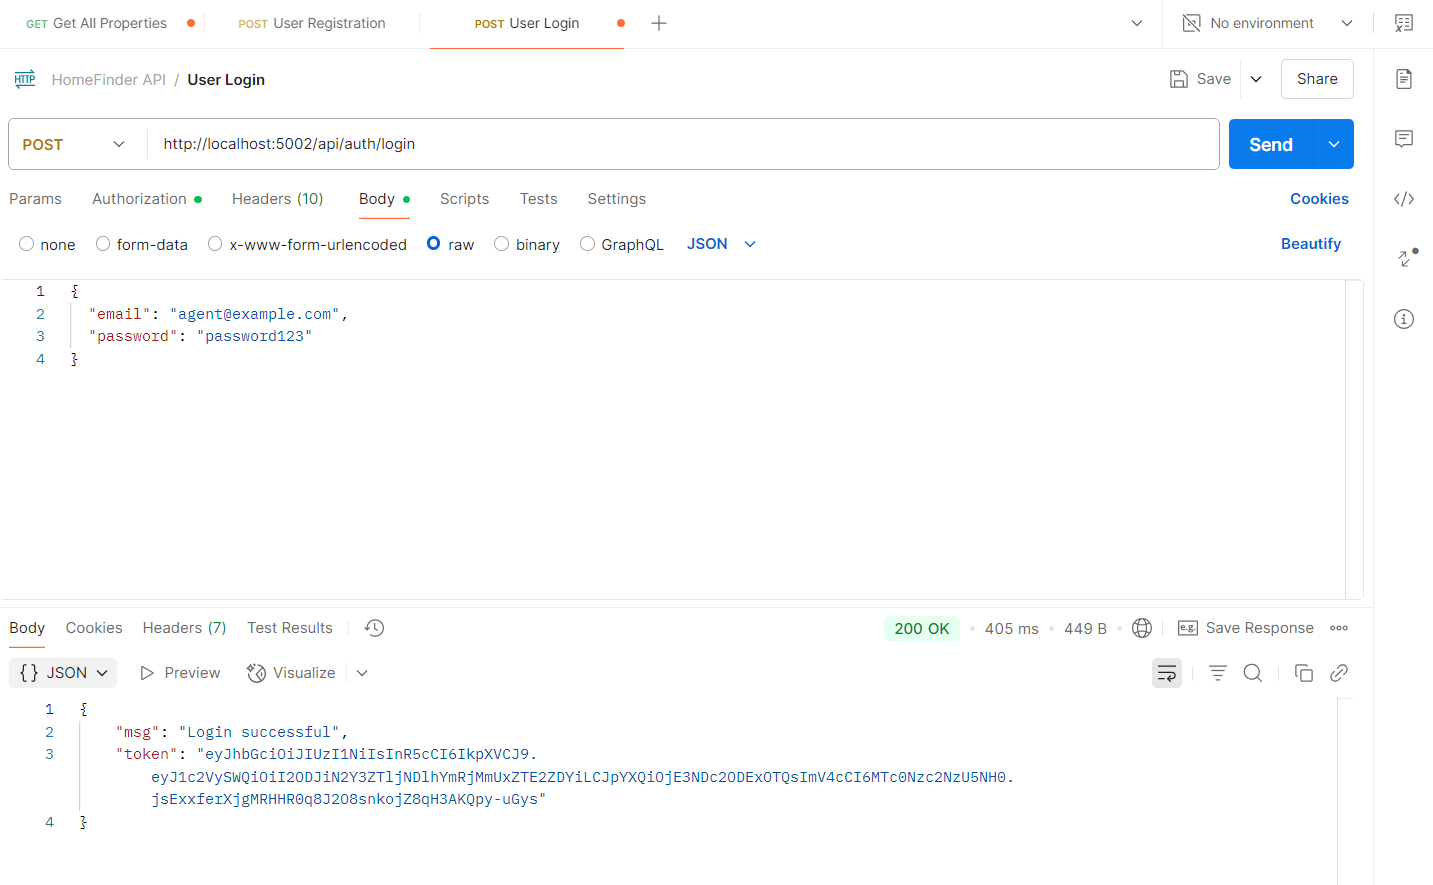 GET Get All Properties POST User Registration POST User Login No environment
HTTP HomeFinder API / User Login Save Share
POST http://localhost:5002/api/auth/login Send
Params Authorization Headers (10) Body Scripts Tests Settings Cookies
none form-data x-www-form-urlencoded raw binary GraphQL JSON Beautify
1 {
2 "email": "agent@example.com",
3 "password": "password123"
4 }
Body Cookies Headers (7) Test Results 200 OK 405 ms 449 B e.g. Save Response
{} JSON Preview Visualize
1 {
2 "msg": "Login successful",
3 "token": "eyJhbGciOiJIUzI1NiIsInR5cCI6IkpXVCJ9.
eyJ1c2VySWQiOiI2ODJiN2Y3ZTljNDlhYmRjMmUxZTE2ZDYiLCJpYXQiOjE3NDc2ODExOTQsImV4cCI6MTc0Nzc2NzU5NH0.
jsExxferXjgMRHHR0q8J2O8snkojZ8qH3AKQpy-uGys"
4 }